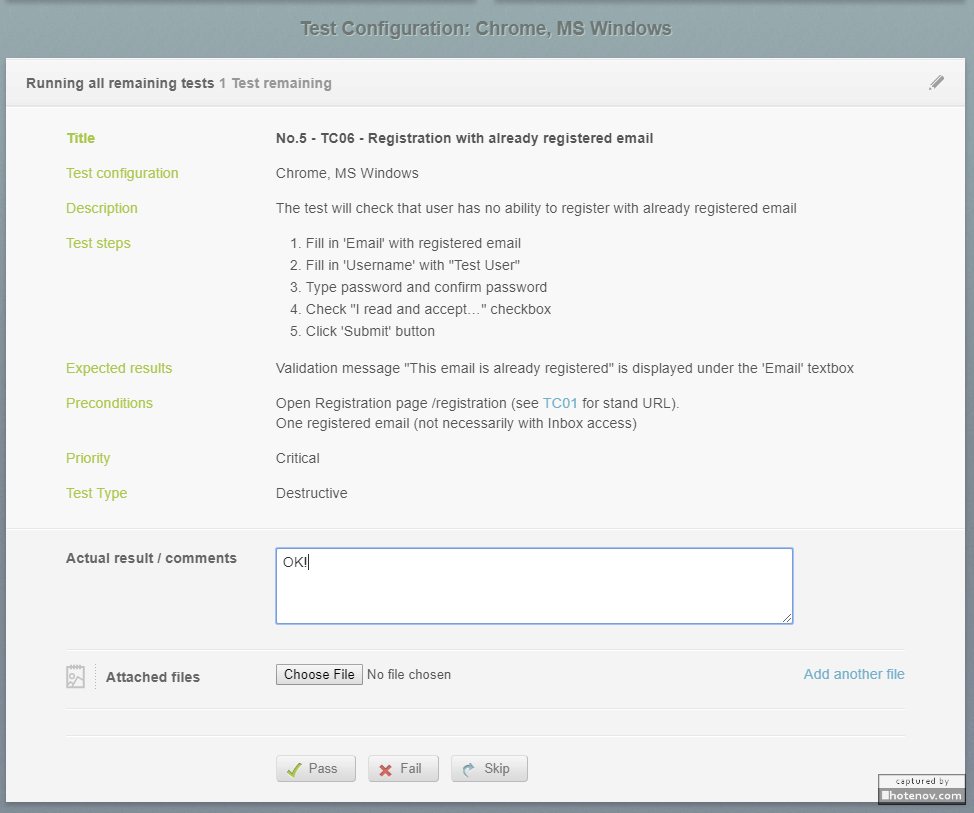 Test Configuration: Chrome, MS Windows
Running all remaining tests 1 Test remaining
Title No.5 - TC06 - Registration with already registered email
Test configuration Chrome, MS Windows
Description The test will check that user has no ability to register with already registered email
Test steps 1. Fill in 'Email' with registered email
2. Fill in 'Username' with "Test User"
3. Type password and confirm password
4. Check "I read and accept…" checkbox
5. Click 'Submit' button
Expected results Validation message "This email is already registered" is displayed under the 'Email' textbox
Preconditions Open Registration page /registration (see TC01 for stand URL).
One registered email (not necessarily with Inbox access)
Priority Critical
Test Type Destructive
Actual result / comments OK!
Attached files Choose File No file chosen Add another file
Pass Fail Skip
captured by
hotenov.com